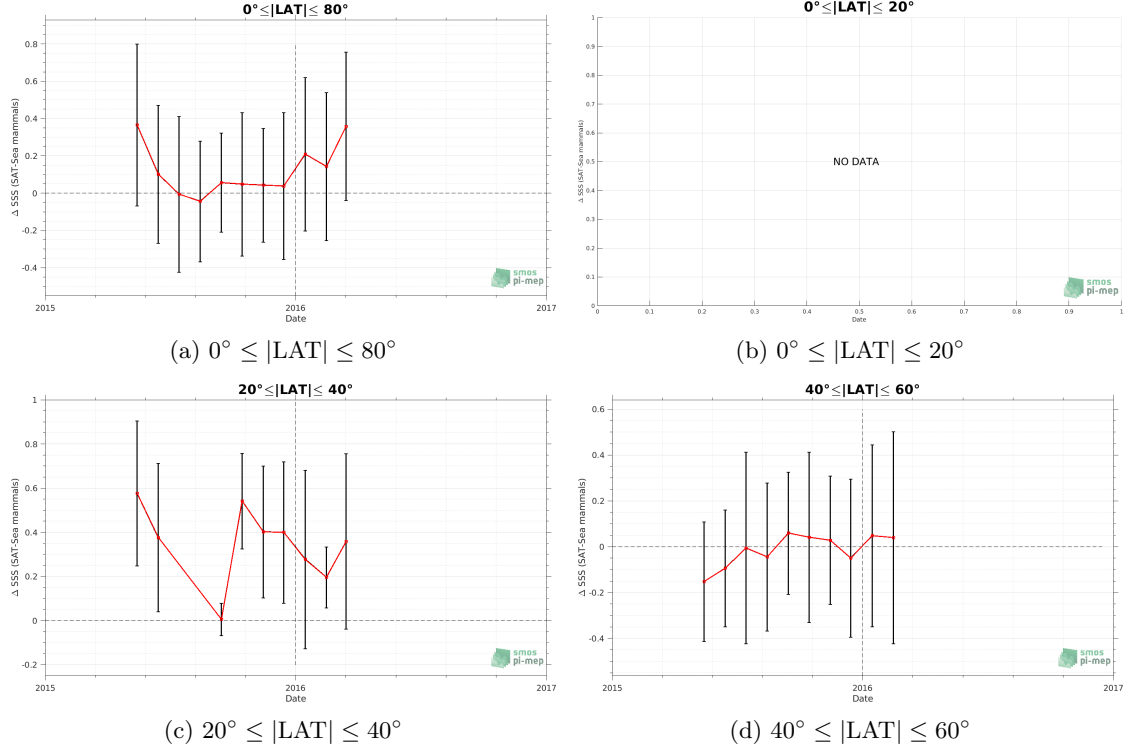 0°≤|LAT|≤ 80°
Δ SSS (SAT-Sea mammals)
0.8
0.6
0.4
0.2
0
-0.2
-0.4
2015
2016
2017
Date
smos
pi-mep
(a) 0° ≤ |LAT| ≤ 80°
0°≤|LAT|≤ 20°
Δ SSS (SAT-Sea mammals)
1
0.9
0.8
0.7
0.6
0.5
0.4
0.3
0.2
0.1
0
NO DATA
0
0.1
0.2
0.3
0.4
0.5
0.6
0.7
0.8
0.9
1
Date
smos
pi-mep
(b) 0° ≤ |LAT| ≤ 20°
20°≤|LAT|≤ 40°
Δ SSS (SAT-Sea mammals)
1
0.8
0.6
0.4
0.2
0
-0.2
2015
2016
2017
Date
smos
pi-mep
(c) 20° ≤ |LAT| ≤ 40°
40°≤|LAT|≤ 60°
Δ SSS (SAT-Sea mammals)
0.6
0.4
0.2
0
-0.2
-0.4
2015
2016
2017
Date
smos
pi-mep
(d) 40° ≤ |LAT| ≤ 60°